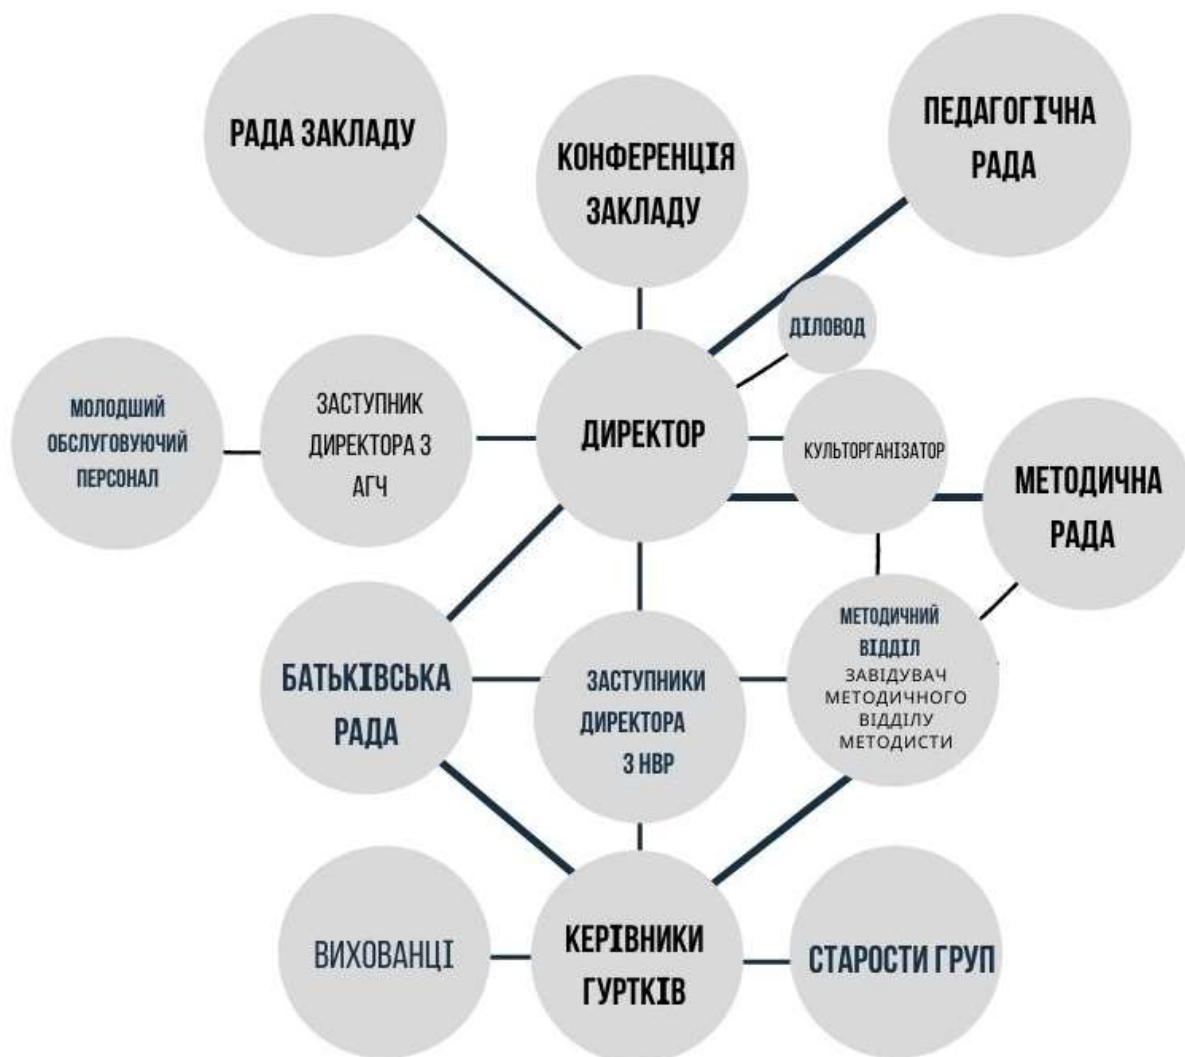 РАДА ЗАКЛАДУ
КОНФЕРЕНЦІЯ
ЗАКЛАДУ
ПЕДАГОГІЧНА
РАДА
ДІЛОВОД
МОЛОДШИЙ
ОБСЛУГОВУЮЧИЙ
ПЕРСОНАЛ
ЗАСТУПНИК
ДИРЕКТОРА З
АГЧ
ДИРЕКТОР
КУЛЬТОРГАНІЗАТОР
МЕТОДИЧНА
РАДА
БАТЬКІВСЬКА
РАДА
ЗАСТУПНИКИ
ДИРЕКТОРА
З НВР
МЕТОДИЧНИЙ
ВІДДІЛ
ЗАВІДУВАЧ
МЕТОДИЧНОГО
ВІДДІЛУ
МЕТОДИСТИ
ВИХОВАНЦІ
КЕРІВНИКИ
ГУРТКІВ
СТАРОСТИ ГРУП